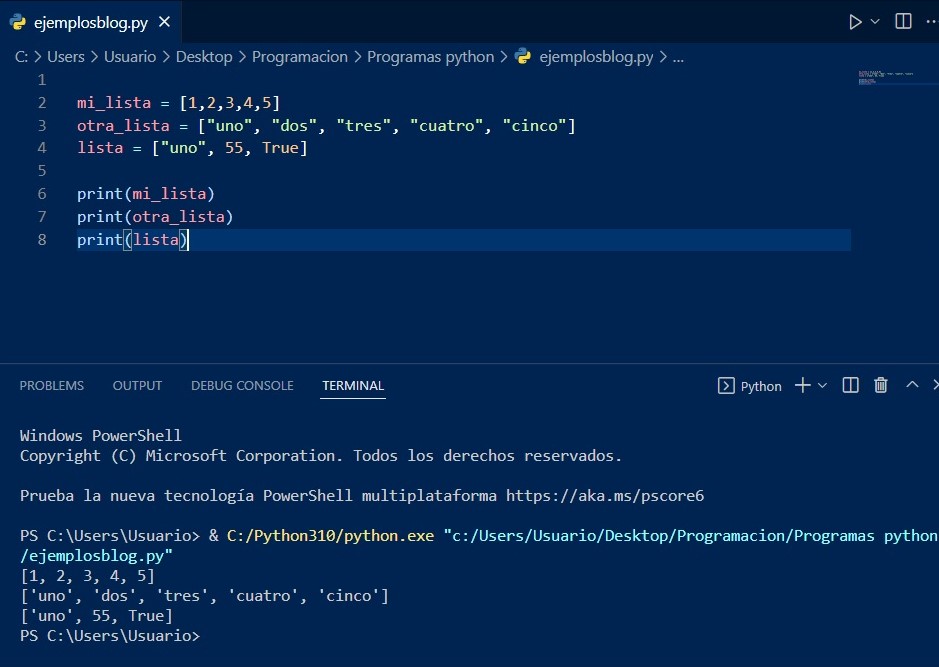 ejemplosblog.py
C: > Users > Usuario > Desktop > Programacion > Programas python > ejemplosblog.py > ...
1
2 mi_lista = [1,2,3,4,5]
3 otra_lista = ["uno", "dos", "tres", "cuatro", "cinco"]
4 lista = ["uno", 55, True]
5
6 print(mi_lista)
7 print(otra_lista)
8 print(lista)
PROBLEMS OUTPUT DEBUG CONSOLE TERMINAL Python
Windows PowerShell
Copyright (C) Microsoft Corporation. Todos los derechos reservados.
Prueba la nueva tecnología PowerShell multiplataforma https://aka.ms/pscore6
PS C:\Users\Usuario> & C:/Python310/python.exe "c:/Users/Usuario/Desktop/Programacion/Programas python
/ejemplosblog.py"
[1, 2, 3, 4, 5]
['uno', 'dos', 'tres', 'cuatro', 'cinco']
['uno', 55, True]
PS C:\Users\Usuario>